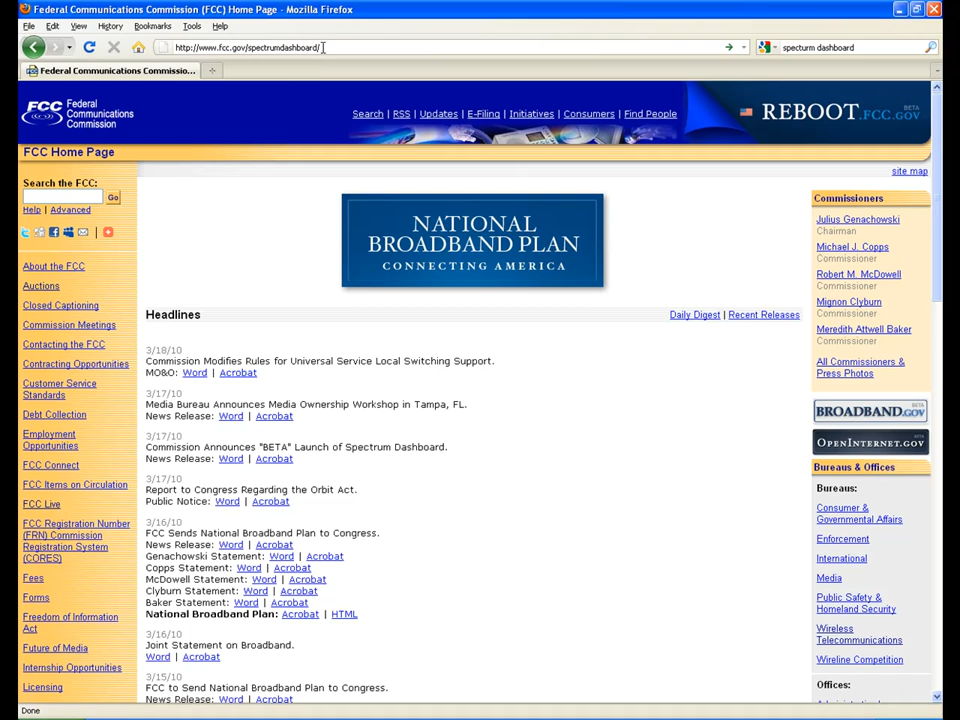 Federal Communications Commission (FCC) Home Page - Mozilla Firefox
File Edit View History Bookmarks Tools Help
http://www.fcc.gov/spectrumdashboard/
specturm dashboard
Federal Communications Commissio...
FCC Federal Communications Commission
Search | RSS | Updates | E-Filing | Initiatives | Consumers | Find People
REBOOT.FCC.GOV BETA
FCC Home Page
site map
Search the FCC:
Go
Help | Advanced
About the FCC
Auctions
Closed Captioning
Commission Meetings
Contacting the FCC
Contracting Opportunities
Customer Service
Standards
Debt Collection
Employment
Opportunities
FCC Connect
FCC Items on Circulation
FCC Live
FCC Registration Number
(FRN) Commission
Registration System
(CORES)
Fees
Forms
Freedom of Information
Act
Future of Media
Internship Opportunities
Licensing
NATIONAL
BROADBAND PLAN
CONNECTING AMERICA
Headlines
Daily Digest | Recent Releases
3/18/10
Commission Modifies Rules for Universal Service Local Switching Support.
MO&O: Word | Acrobat
3/17/10
Media Bureau Announces Media Ownership Workshop in Tampa, FL.
News Release: Word | Acrobat
3/17/10
Commission Announces "BETA" Launch of Spectrum Dashboard.
News Release: Word | Acrobat
3/17/10
Report to Congress Regarding the Orbit Act.
Public Notice: Word | Acrobat
3/16/10
FCC Sends National Broadband Plan to Congress.
News Release: Word | Acrobat
Genachowski Statement: Word | Acrobat
Copps Statement: Word | Acrobat
McDowell Statement: Word | Acrobat
Clyburn Statement: Word | Acrobat
Baker Statement: Word | Acrobat
National Broadband Plan: Acrobat | HTML
3/16/10
Joint Statement on Broadband.
Word | Acrobat
3/15/10
FCC to Send National Broadband Plan to Congress.
News Release: Word | Acrobat
Commissioners
Julius Genachowski
Chairman
Michael J. Copps
Commissioner
Robert M. McDowell
Commissioner
Mignon Clyburn
Commissioner
Meredith Attwell Baker
Commissioner
All Commissioners &
Press Photos
BROADBAND.GOV
OPENINTERNET.GOV
Bureaus & Offices
Bureaus:
Consumer &
Governmental Affairs
Enforcement
International
Media
Public Safety &
Homeland Security
Wireless
Telecommunications
Wireline Competition
Offices:
Done